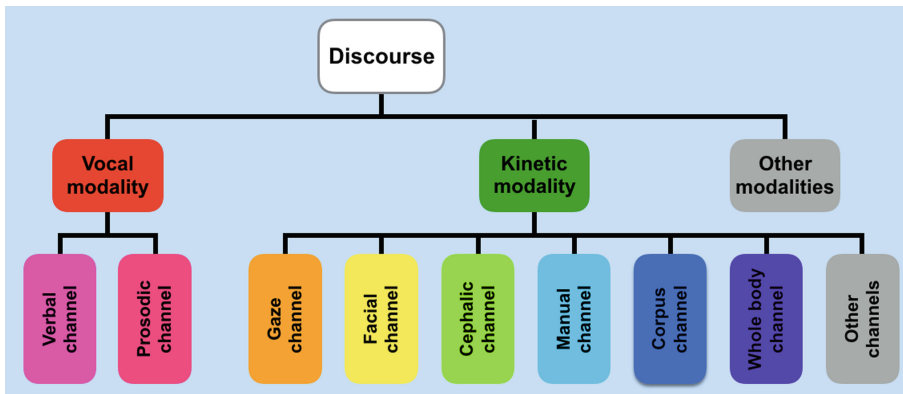 Discourse
Vocal
modality
Kinetic
modality
Other
modalities
Verbal
channel
Prosodic
channel
Gaze
channel
Facial
channel
Cephalic
channel
Manual
channel
Corpus
channel
Whole body
channel
Other
channels